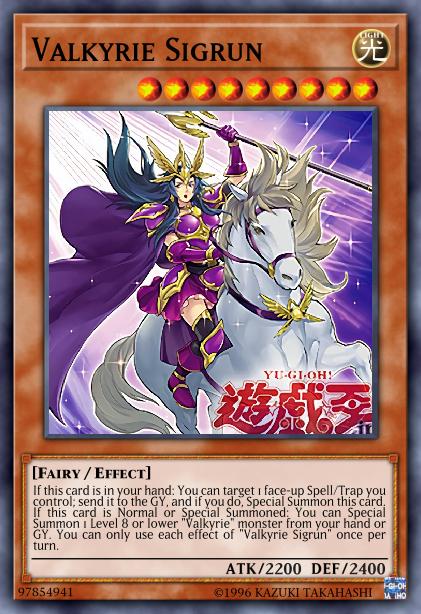 VALKYRIE SIGRUN
LIGHT
光
YU-GI-OH!
遊戯王
[FAIRY / EFFECT]
If this card is in your hand: You can target 1 face-up Spell/Trap you
control; send it to the GY, and if you do, Special Summon this card.
If this card is Normal or Special Summoned: You can Special
Summon 1 Level 8 or lower "Valkyrie" monster from your hand or
GY. You can only use each effect of "Valkyrie Sigrun" once per
turn.
ATK/2200 DEF/2400
97854941
©1996 KAZUKI TAKAHASHI